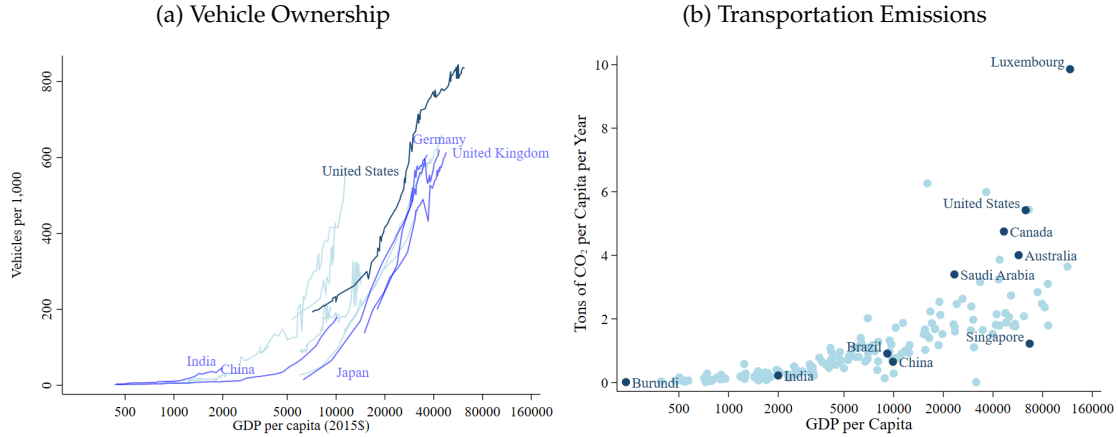 (a) Vehicle Ownership
Vehicles per 1,000
800
600
400
200
0
Germany
United Kingdom
United States
India
China
Japan
500 1000 2000 5000 10000 20000 40000 80000 160000
GDP per capita (2015$)
(b) Transportation Emissions
Tons of CO₂ per Capita per Year
10
8
6
4
2
0
Luxembourg
United States
Canada
Australia
Saudi Arabia
Singapore
Brazil
China
India
Burundi
500 1000 2000 5000 10000 20000 40000 80000 160000
GDP per Capita